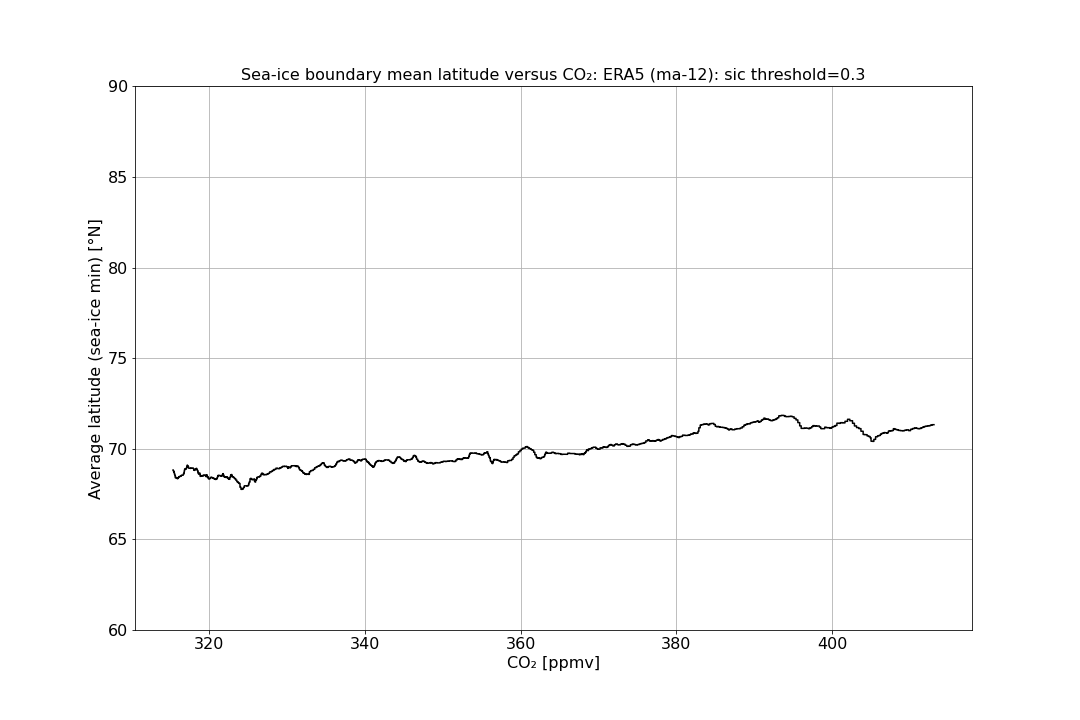 Sea-ice boundary mean latitude versus CO₂: ERA5 (ma-12): sic threshold=0.3
90
85
80
75
70
65
60
Average latitude (sea-ice min) [°N]
320 340 360 380 400
CO₂ [ppmv]